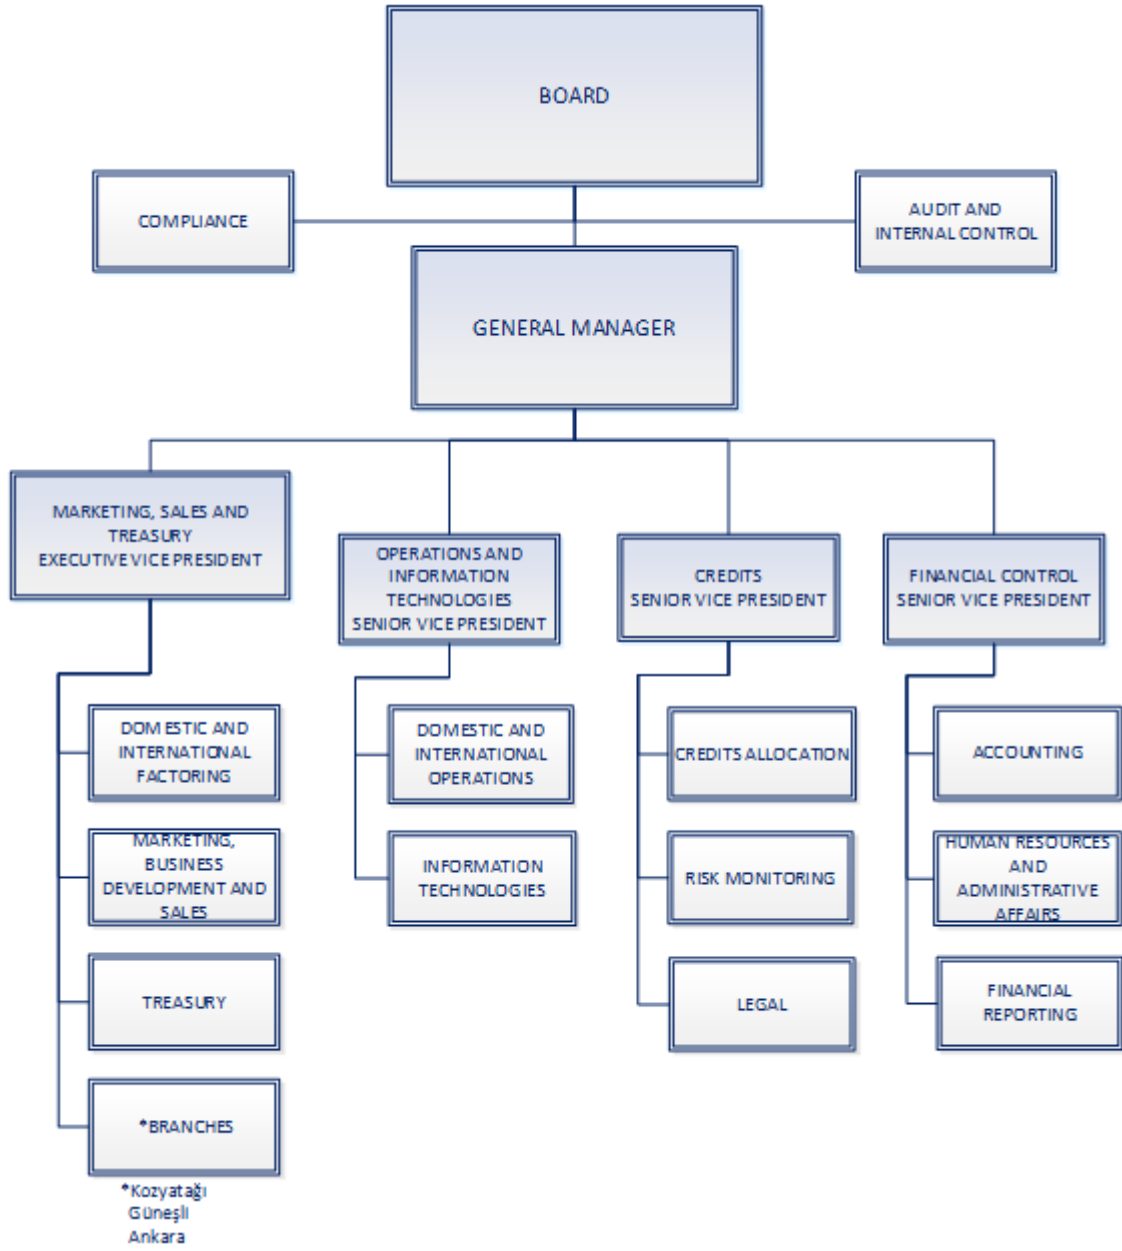 BOARD
COMPLIANCE
AUDIT AND
INTERNAL CONTROL
GENERAL MANAGER
MARKETING, SALES AND
TREASURY
EXECUTIVE VICE PRESIDENT
OPERATIONS AND
INFORMATION
TECHNOLOGIES
SENIOR VICE PRESIDENT
CREDITS
SENIOR VICE PRESIDENT
FINANCIAL CONTROL
SENIOR VICE PRESIDENT
DOMESTIC AND
INTERNATIONAL
FACTORING
MARKETING,
BUSINESS
DEVELOPMENT AND
SALES
TREASURY
*BRANCHES
*Kozyatağı
Güneşli
Ankara
DOMESTIC AND
INTERNATIONAL
OPERATIONS
INFORMATION
TECHNOLOGIES
CREDITS ALLOCATION
RISK MONITORING
LEGAL
ACCOUNTING
HUMAN RESOURCES
AND
ADMINISTRATIVE
AFFAIRS
FINANCIAL
REPORTING